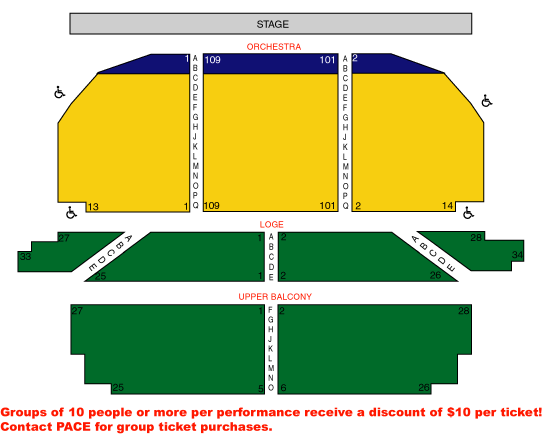 STAGE
ORCHESTRA
1 A 109 101 A 2
B B
C C
D D
E E
F F
G G
H H
J J
K K
L L
M M
N N
O O
P P
13 1 Q 109 101 Q 2 14
LOGE
27 A 1 A 2 A 28
B B B
33 C C C 34
D D D
E 25 1 E 2 26 E
UPPER BALCONY
27 1 F 2 28
G
H
J
K
L
M
N
25 5 O 6 26
Groups of 10 people or more per performance receive a discount of $10 per ticket!
Contact PACE for group ticket purchases.